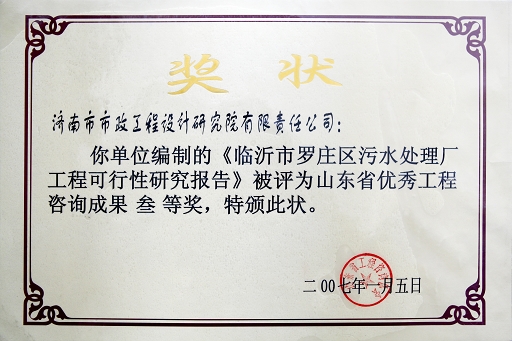 奖状
济南市市政工程设计研究院有限责任公司：
你单位编制的《临沂市罗庄区污水处理厂
工程可行性研究报告》被评为山东省优秀工程
咨询成果 叁 等奖，特颁此状。
二00七年一月五日